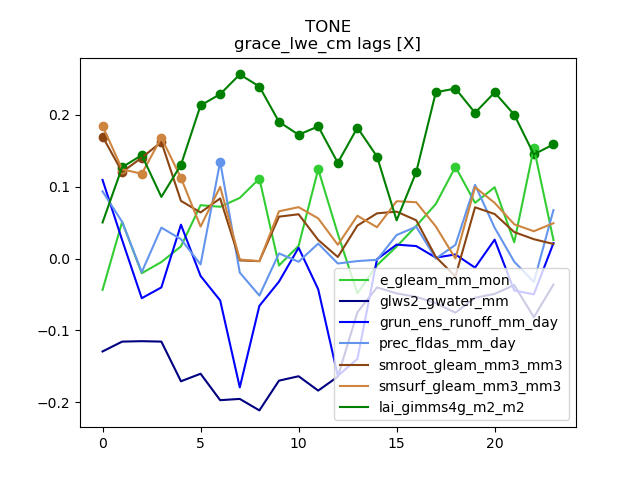 TONE
grace_lwe_cm lags [X]
0.2
0.1
0.0
−0.1
−0.2
0
5
10
15
20
e_gleam_mm_mon
glws2_gwater_mm
grun_ens_runoff_mm_day
prec_fldas_mm_day
smroot_gleam_mm3_mm3
smsurf_gleam_mm3_mm3
lai_gimms4g_m2_m2